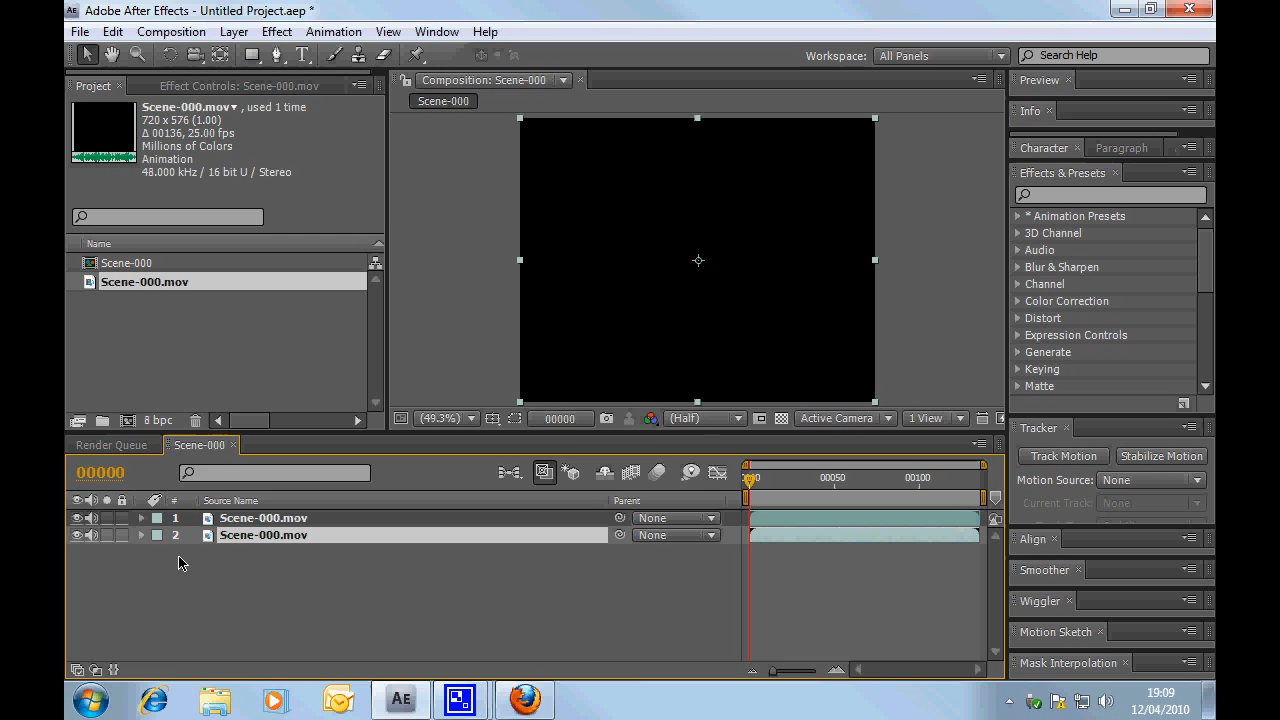 AE Adobe After Effects - Untitled Project.aep *
File Edit Composition Layer Effect Animation View Window Help
T Workspace: All Panels Search Help
Project × Effect Controls: Scene-000.mov
Scene-000.mov▾ , used 1 time
720 x 576 (1.00)
Δ 00136, 25.00 fps
Millions of Colors
Animation
48.000 kHz / 16 bit U / Stereo
Name
Scene-000
Scene-000.mov
8 bpc
Composition: Scene-000 ×
Scene-000
(49.3%) 00000 (Half) Active Camera 1 View
Preview ×
Info ×
Character × Paragraph
Effects & Presets ×
* Animation Presets
3D Channel
Audio
Blur & Sharpen
Channel
Color Correction
Distort
Expression Controls
Generate
Keying
Matte
Tracker ×
Track Motion Stabilize Motion
Motion Source: None
Current Track: None
Align ×
Smoother ×
Wiggler ×
Motion Sketch ×
Mask Interpolation ×
Render Queue Scene-000 ×
00000 00050 00100
# Source Name Parent
1 Scene-000.mov None
2 Scene-000.mov None
AE 19:09
12/04/2010